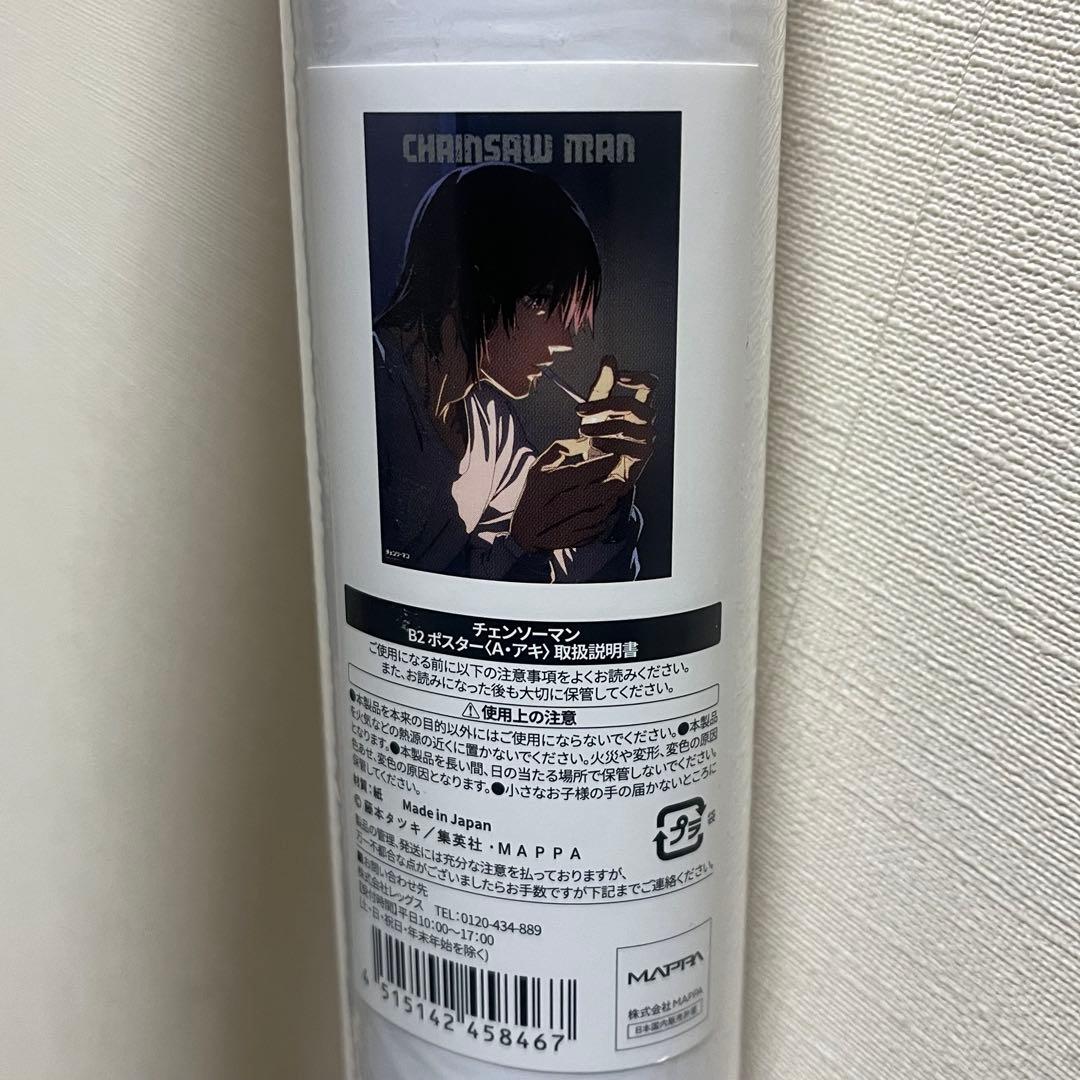 CHAINSAW MAN
チェンソーマン
チェンソーマン
B2 ポスター〈A・アキ〉取扱説明書
ご使用になる前に以下の注意事項をよくお読みください。
また、お読みになった後も大切に保管してください。
⚠使用上の注意
●本製品を本来の目的以外にはご使用にならないでください。●本製品
を火気などの熱源の近くに置かないでください。火災や変形、変色の原因
となります。●本製品を長い間、日の当たる場所で保管しないでください。
色あせ、変色の原因となります。●小さなお子様の手の届かないところに
保管してください。
材質：紙 Made in Japan
© 藤本タツキ／集英社・MAPPA
プラ
袋
製品の管理、発送には充分な注意を払っておりますが、
万一不都合な点がございましたらお手数ですが下記までご連絡ください。
■お問い合わせ先
株式会社レッグス TEL：0120-434-889
【受付時間】平日10:00〜17:00
(土・日・祝日・年末年始を除く)
4 515142 458467
MAPPA
株式会社MAPPA
日本国内販売許諾